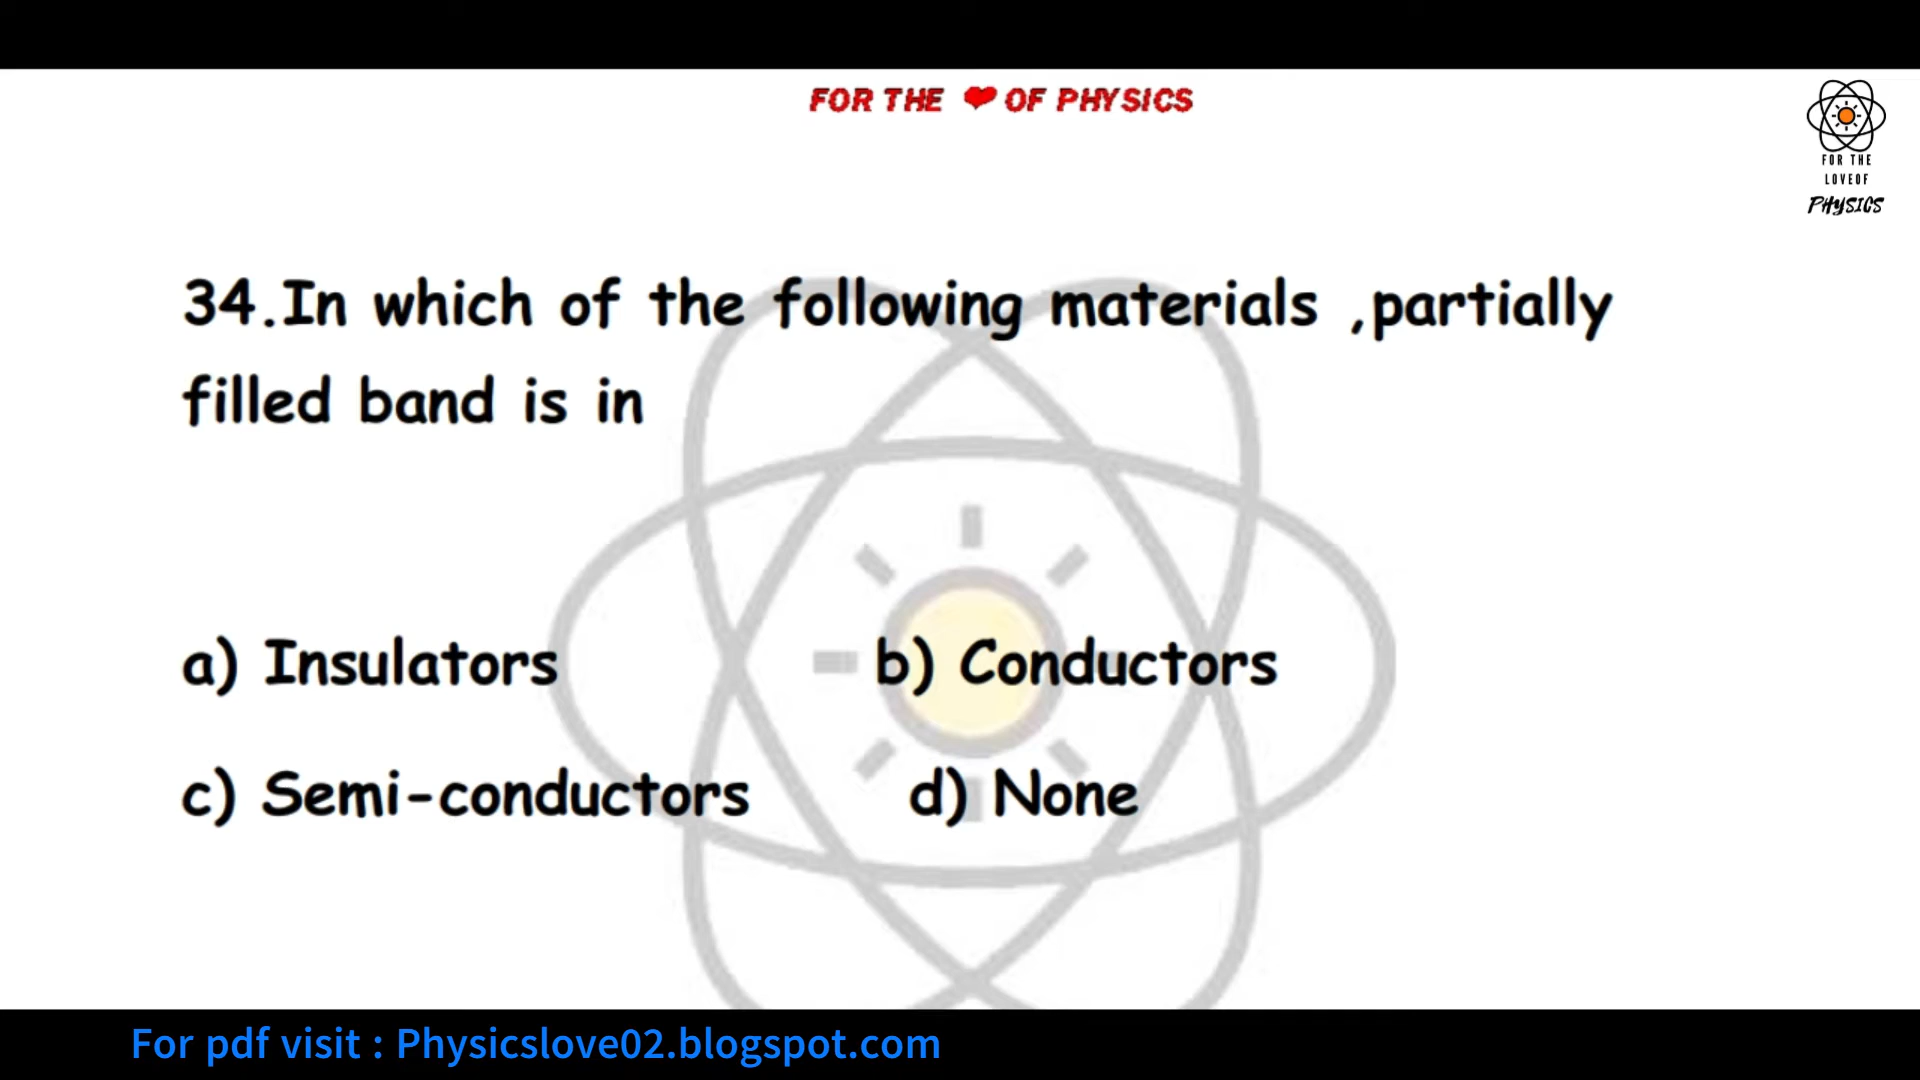 FOR THE ❤ OF PHYSICS
FOR THE
LOVEOF
PHYSICS
34.In which of the following materials ,partially
filled band is in
a) Insulators b) Conductors
c) Semi-conductors d) None
For pdf visit : Physicslove02.blogspot.com